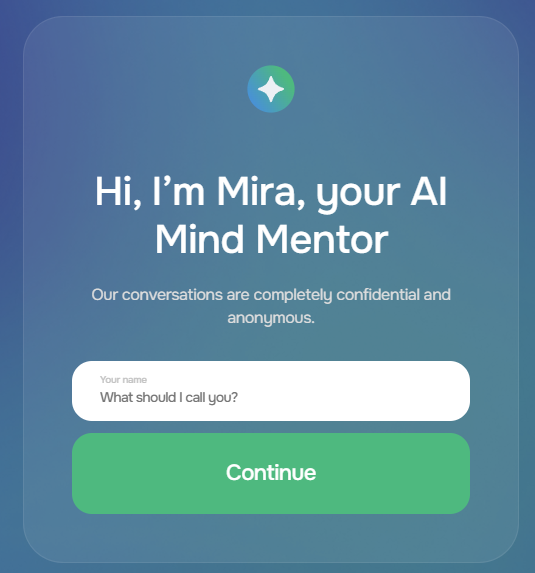 Hi, I’m Mira, your AI
Mind Mentor
Our conversations are completely confidential and
anonymous.
Your name
What should I call you?
Continue